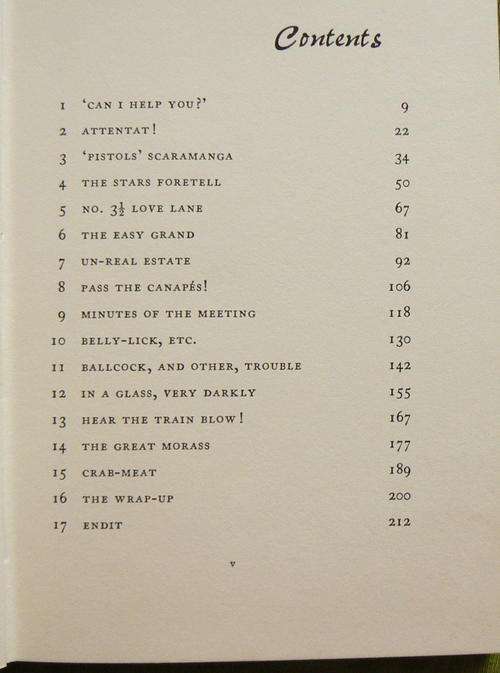 Contents
1 ‘CAN I HELP YOU?’ 9
2 ATTENTAT! 22
3 ‘PISTOLS’ SCARAMANGA 34
4 THE STARS FORETELL 50
5 NO. 3½ LOVE LANE 67
6 THE EASY GRAND 81
7 UN-REAL ESTATE 92
8 PASS THE CANAPÉS! 106
9 MINUTES OF THE MEETING 118
10 BELLY-LICK, ETC. 130
11 BALLCOCK, AND OTHER, TROUBLE 142
12 IN A GLASS, VERY DARKLY 155
13 HEAR THE TRAIN BLOW! 167
14 THE GREAT MORASS 177
15 CRAB-MEAT 189
16 THE WRAP-UP 200
17 ENDIT 212
v